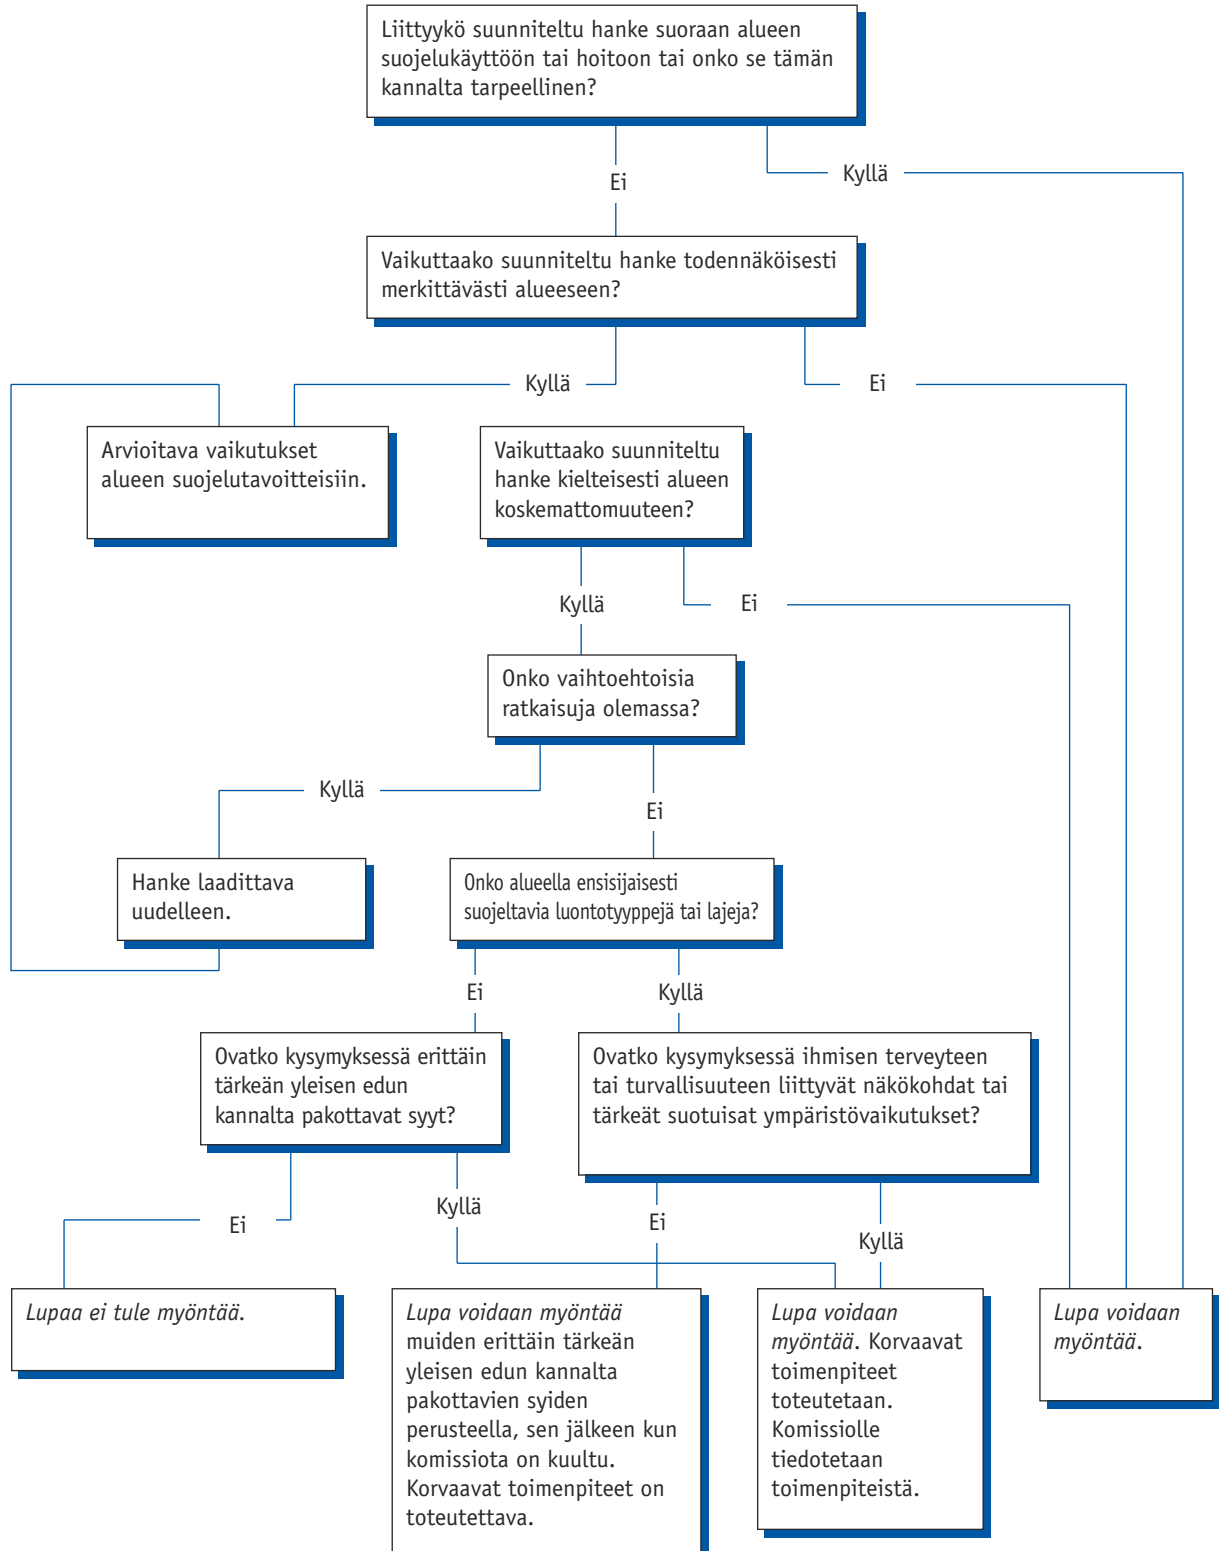 Liittyykö suunniteltu hanke suoraan alueen
suojelukäyttöön tai hoitoon tai onko se tämän
kannalta tarpeellinen?
Ei
Kyllä
Vaikuttaako suunniteltu hanke todennäköisesti
merkittävästi alueeseen?
Kyllä
Ei
Arvioitava vaikutukset
alueen suojelutavoitteisiin.
Vaikuttaako suunniteltu
hanke kielteisesti alueen
koskemattomuuteen?
Kyllä
Ei
Onko vaihtoehtoisia
ratkaisuja olemassa?
Kyllä
Ei
Hanke laadittava
uudelleen.
Onko alueella ensisijaisesti
suojeltavia luontotyyppejä tai lajeja?
Ei
Kyllä
Ovatko kysymyksessä erittäin
tärkeän yleisen edun
kannalta pakottavat syyt?
Ovatko kysymyksessä ihmisen terveyteen
tai turvallisuuteen liittyvät näkökohdat tai
tärkeät suotuisat ympäristövaikutukset?
Ei
Kyllä
Ei
Kyllä
Lupaa ei tule myöntää.
Lupa voidaan myöntää
muiden erittäin tärkeän
yleisen edun kannalta
pakottavien syiden
perusteella, sen jälkeen kun
komissiota on kuultu.
Korvaavat toimenpiteet on
toteutettava.
Lupa voidaan
myöntää. Korvaavat
toimenpiteet
toteutetaan.
Komissiolle
tiedotetaan
toimenpiteistä.
Lupa voidaan
myöntää.